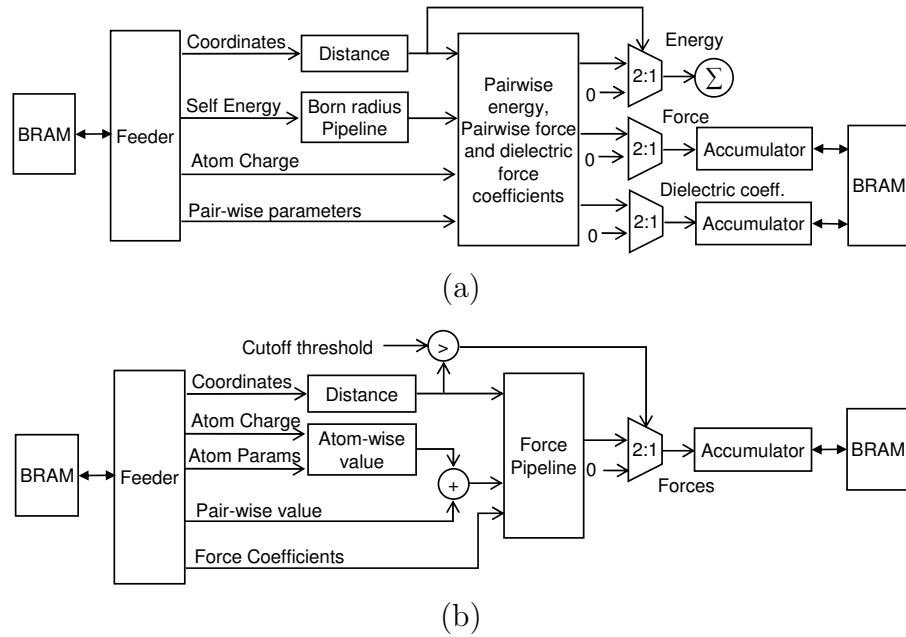 Coordinates
Distance
Energy
2:1
0
Σ
BRAM
Feeder
Self Energy
Born radius
Pipeline
Pairwise
energy,
Pairwise force
and dielectric
force
coefficients
Force
2:1
0
Accumulator
BRAM
Atom Charge
Pair-wise parameters
Dielectric coeff.
2:1
0
Accumulator
(a)
Cutoff threshold
>
Coordinates
Distance
Atom Charge
Atom Params
Atom-wise
value
BRAM
Feeder
+
Force
Pipeline
2:1
0
Forces
Accumulator
BRAM
Pair-wise value
Force Coefficients
(b)